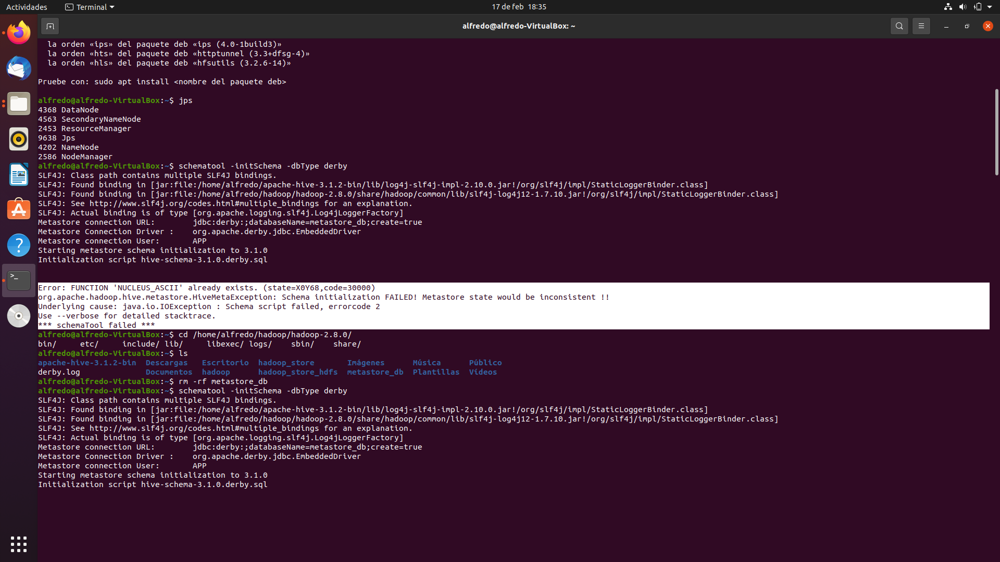 Actividades
Terminal
17 de feb 18:35
alfredo@alfredo-VirtualBox: ~
la orden «ips» del paquete deb «ips (4.0-1build3)»
la orden «hts» del paquete deb «httptunnel (3.3+dfsg-4)»
la orden «hls» del paquete deb «hfsutils (3.2.6-14)»
Pruebe con: sudo apt install <nombre del paquete deb>
alfredo@alfredo-VirtualBox:~$ jps
4368 DataNode
4563 SecondaryNameNode
2453 ResourceManager
9638 Jps
4202 NameNode
2586 NodeManager
alfredo@alfredo-VirtualBox:~$ schematool -initSchema -dbType derby
SLF4J: Class path contains multiple SLF4J bindings.
SLF4J: Found binding in [jar:file:/home/alfredo/apache-hive-3.1.2-bin/lib/log4j-slf4j-impl-2.10.0.jar!/org/slf4j/impl/StaticLoggerBinder.class]
SLF4J: Found binding in [jar:file:/home/alfredo/hadoop/hadoop-2.8.0/share/hadoop/common/lib/slf4j-log4j12-1.7.10.jar!/org/slf4j/impl/StaticLoggerBinder.class]
SLF4J: See http://www.slf4j.org/codes.html#multiple_bindings for an explanation.
SLF4J: Actual binding is of type [org.apache.logging.slf4j.Log4jLoggerFactory]
Metastore connection URL: jdbc:derby:;databaseName=metastore_db;create=true
Metastore Connection Driver : org.apache.derby.jdbc.EmbeddedDriver
Metastore connection User: APP
Starting metastore schema initialization to 3.1.0
Initialization script hive-schema-3.1.0.derby.sql
Error: FUNCTION 'NUCLEUS_ASCII' already exists. (state=X0Y68,code=30000)
org.apache.hadoop.hive.metastore.HiveMetaException: Schema initialization FAILED! Metastore state would be inconsistent !!
Underlying cause: java.io.IOException : Schema script failed, errorcode 2
Use --verbose for detailed stacktrace.
*** schemaTool failed ***
alfredo@alfredo-VirtualBox:~$ cd /home/alfredo/hadoop/hadoop-2.8.0/
bin/ etc/ include/ lib/ libexec/ logs/ sbin/ share/
alfredo@alfredo-VirtualBox:~$ ls
apache-hive-3.1.2-bin Descargas Escritorio hadoop_store Imágenes Música Público
derby.log Documentos hadoop hadoop_store_hdfs metastore_db Plantillas Vídeos
alfredo@alfredo-VirtualBox:~$ rm -rf metastore_db
alfredo@alfredo-VirtualBox:~$ schematool -initSchema -dbType derby
SLF4J: Class path contains multiple SLF4J bindings.
SLF4J: Found binding in [jar:file:/home/alfredo/apache-hive-3.1.2-bin/lib/log4j-slf4j-impl-2.10.0.jar!/org/slf4j/impl/StaticLoggerBinder.class]
SLF4J: Found binding in [jar:file:/home/alfredo/hadoop/hadoop-2.8.0/share/hadoop/common/lib/slf4j-log4j12-1.7.10.jar!/org/slf4j/impl/StaticLoggerBinder.class]
SLF4J: See http://www.slf4j.org/codes.html#multiple_bindings for an explanation.
SLF4J: Actual binding is of type [org.apache.logging.slf4j.Log4jLoggerFactory]
Metastore connection URL: jdbc:derby:;databaseName=metastore_db;create=true
Metastore Connection Driver : org.apache.derby.jdbc.EmbeddedDriver
Metastore connection User: APP
Starting metastore schema initialization to 3.1.0
Initialization script hive-schema-3.1.0.derby.sql